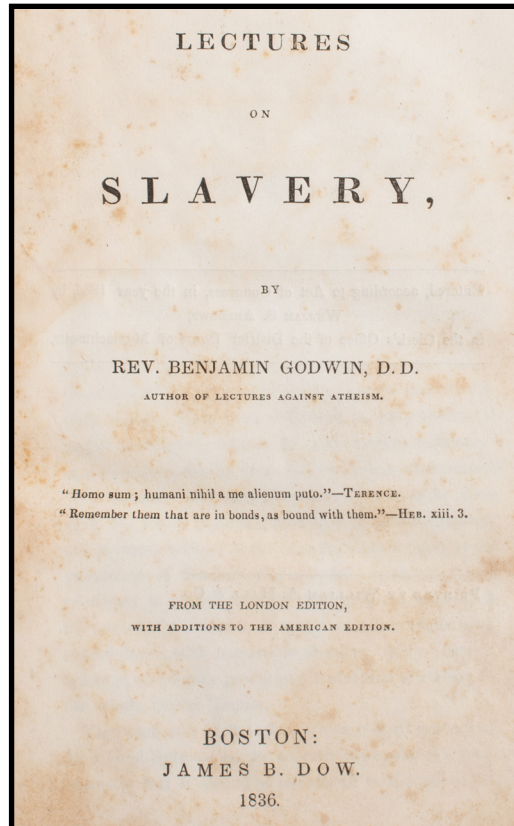 LECTURES
ON
SLAVERY,
BY
REV. BENJAMIN GODWIN, D. D.
AUTHOR OF LECTURES AGAINST ATHEISM.
“Homo sum ; humani nihil a me alienum puto.”—TERENCE.
“Remember them that are in bonds, as bound with them.”—HEB. xiii. 3.
FROM THE LONDON EDITION,
WITH ADDITIONS TO THE AMERICAN EDITION.
BOSTON:
JAMES B. DOW.
1836.